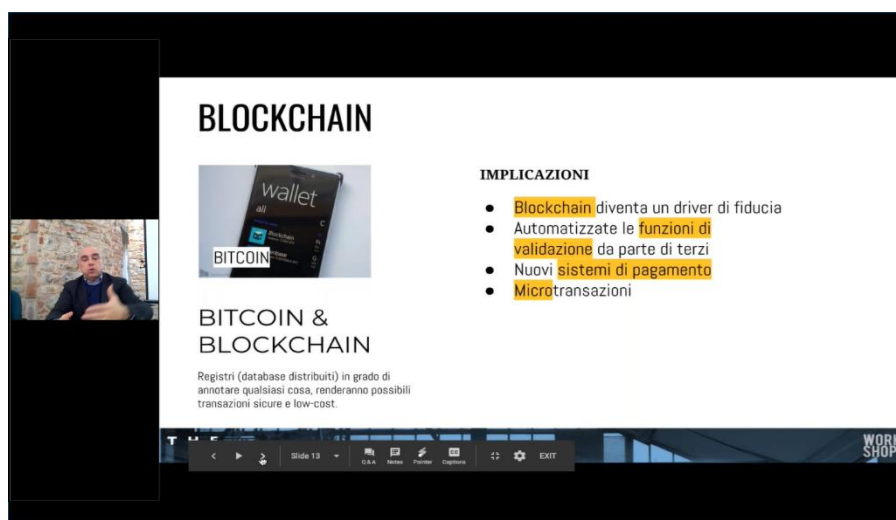 BLOCKCHAIN
wallet
all
Blockchain
BITCOIN
BITCOIN &
BLOCKCHAIN
Registri (database distribuiti) in grado di
annotare qualsiasi cosa, renderanno possibili
transazioni sicure e low-cost.
IMPLICAZIONI
● Blockchain diventa un driver di fiducia
● Automatizzate le funzioni di
validazione da parte di terzi
● Nuovi sistemi di pagamento
● Microtransazioni
THE
WORK
SHOP
Slide 13
Q&A
Notes
Pointer
Captions
EXIT